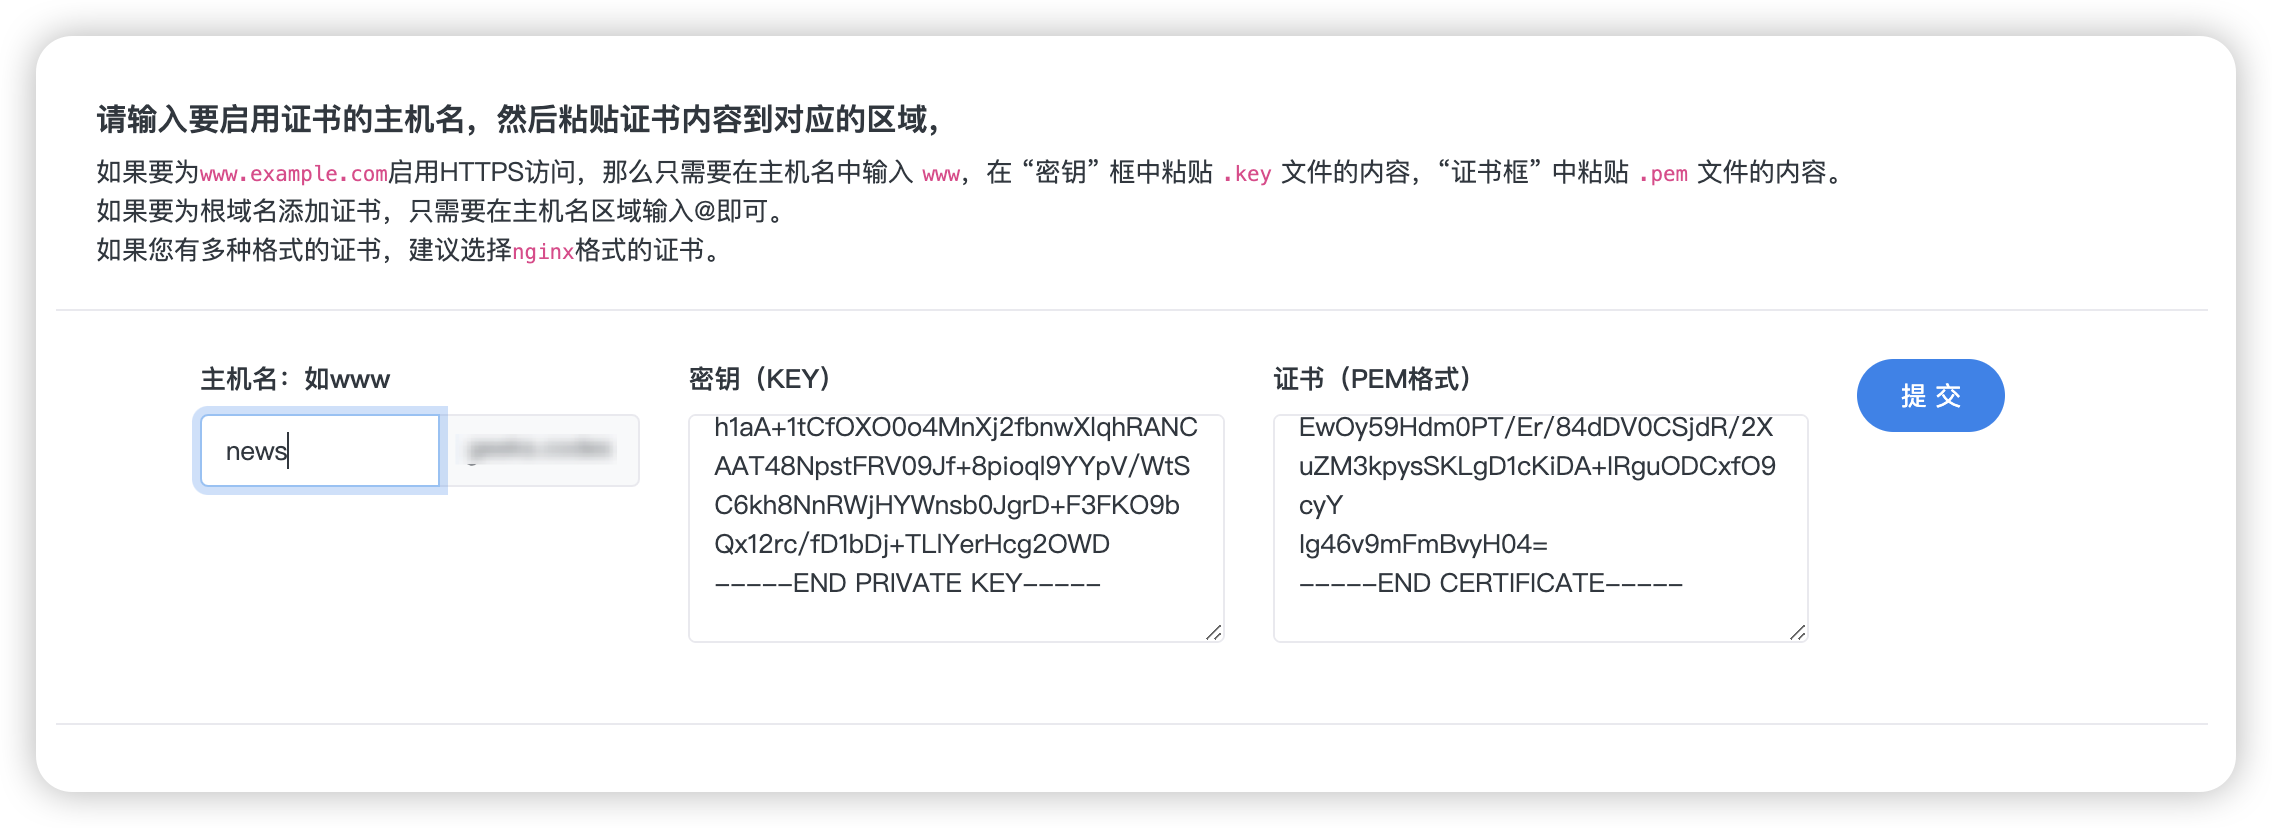 请输入要启用证书的主机名，然后粘贴证书内容到对应的区域，
如果要为www.example.com启用HTTPS访问，那么只需要在主机名中输入 www，在 “密钥” 框中粘贴 .key 文件的内容，“证书框” 中粘贴 .pem 文件的内容。
如果要为根域名添加证书，只需要在主机名区域输入@即可。
如果您有多种格式的证书，建议选择nginx格式的证书。
主机名：如www
news
密钥（KEY）
h1aA+1tCfOXO0o4MnXj2fbnwXlqhRANC
AAT48NpstFRV09Jf+8pioql9YYpV/WtS
C6kh8NnRWjHYWnsb0JgrD+F3FKO9b
Qx12rc/fD1bDj+TLlYerHcg2OWD
-----END PRIVATE KEY-----
证书（PEM格式）
EwOy59Hdm0PT/Er/84dDV0CSjdR/2X
uZM3kpysSKLgD1cKiDA+lRguODCxfO9
cyY
lg46v9mFmBvyH04=
-----END CERTIFICATE-----
提 交